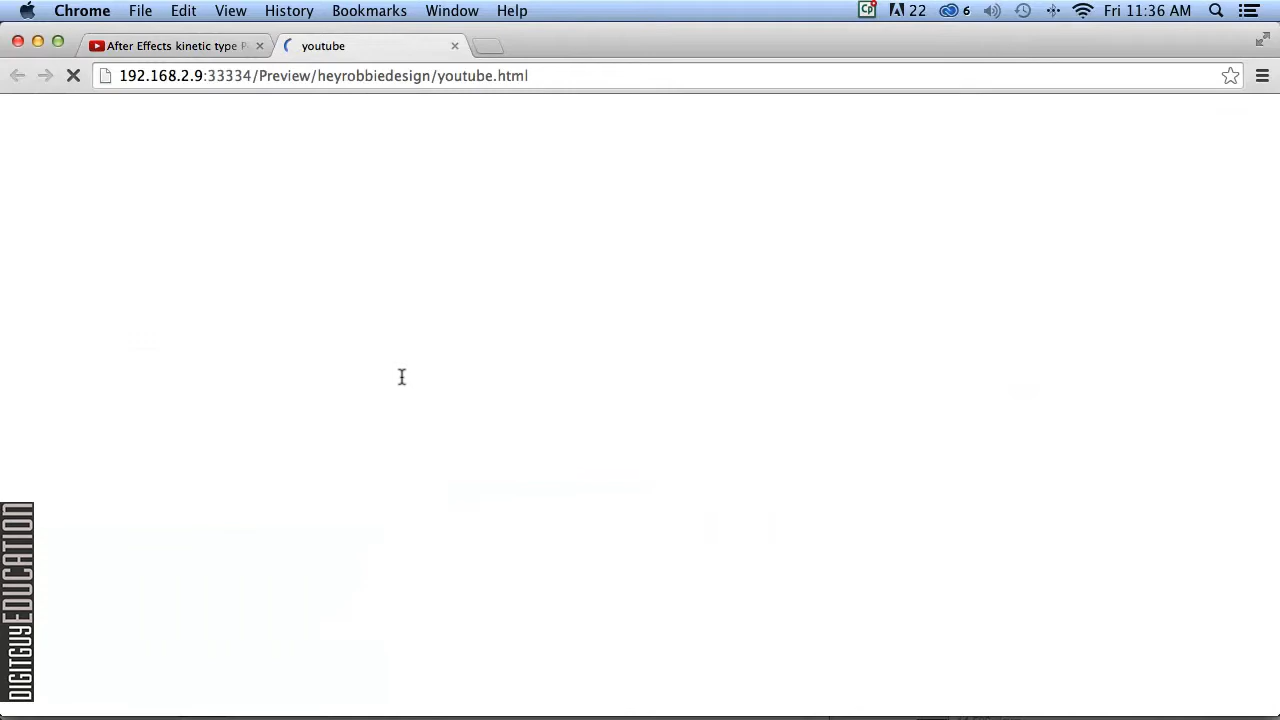 Chrome File Edit View History Bookmarks Window Help
22 6 Fri 11:36 AM
After Effects kinetic type
youtube
192.168.2.9:33334/Preview/heyrobbiedesign/youtube.html
DIGITGUYEDUCATION